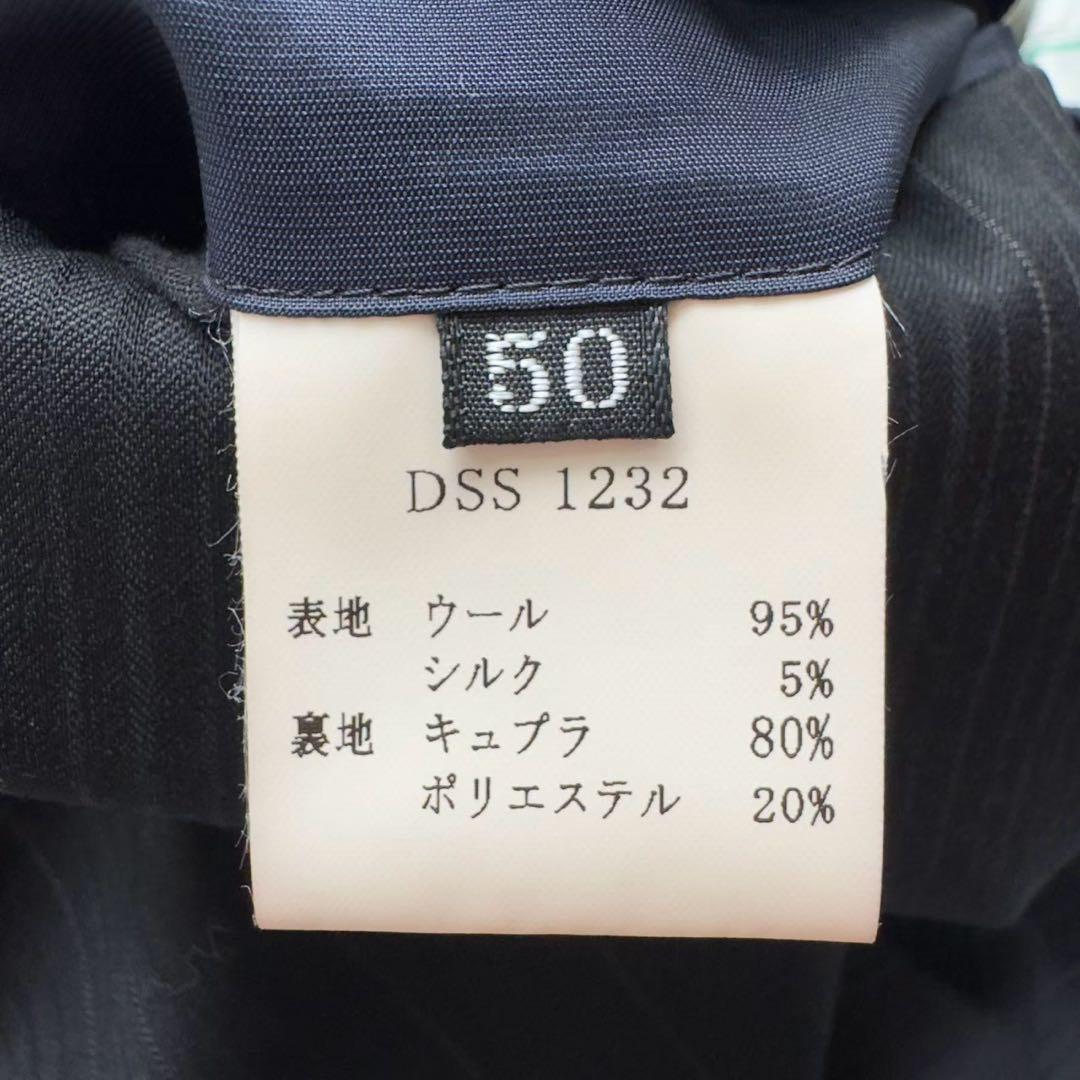 50
DSS 1232
表地 ウール 95%
シルク 5%
裏地 キュプラ 80%
ポリエステル 20%